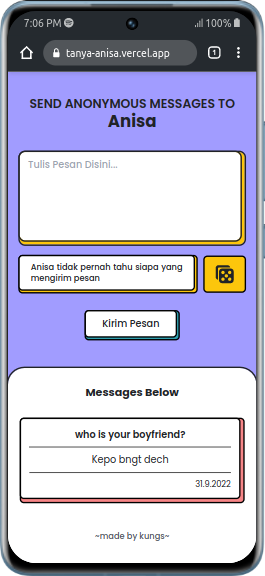 7:06 PM
100%
tanya-anisa.vercel.app
1
SEND ANONYMOUS MESSAGES TO
Anisa
Tulis Pesan Disini...
Anisa tidak pernah tahu siapa yang
mengirim pesan
Kirim Pesan
Messages Below
who is your boyfriend?
Kepo bngt dech
31.9.2022
~made by kungs~